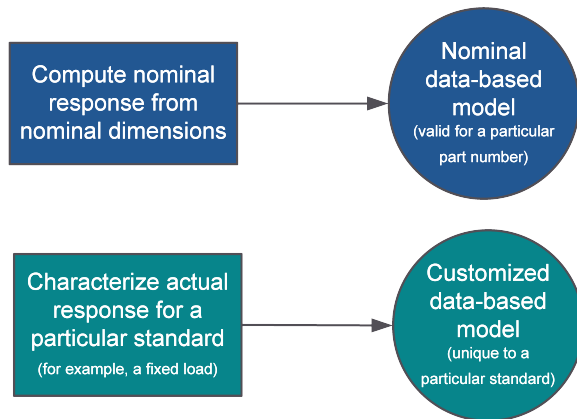 Compute nominal
response from
nominal dimensions
Nominal
data-based
model
(valid for a particular
part number)
Characterize actual
response for a
particular standard
(for example, a fixed load)
Customized
data-based
model
(unique to a
particular standard)